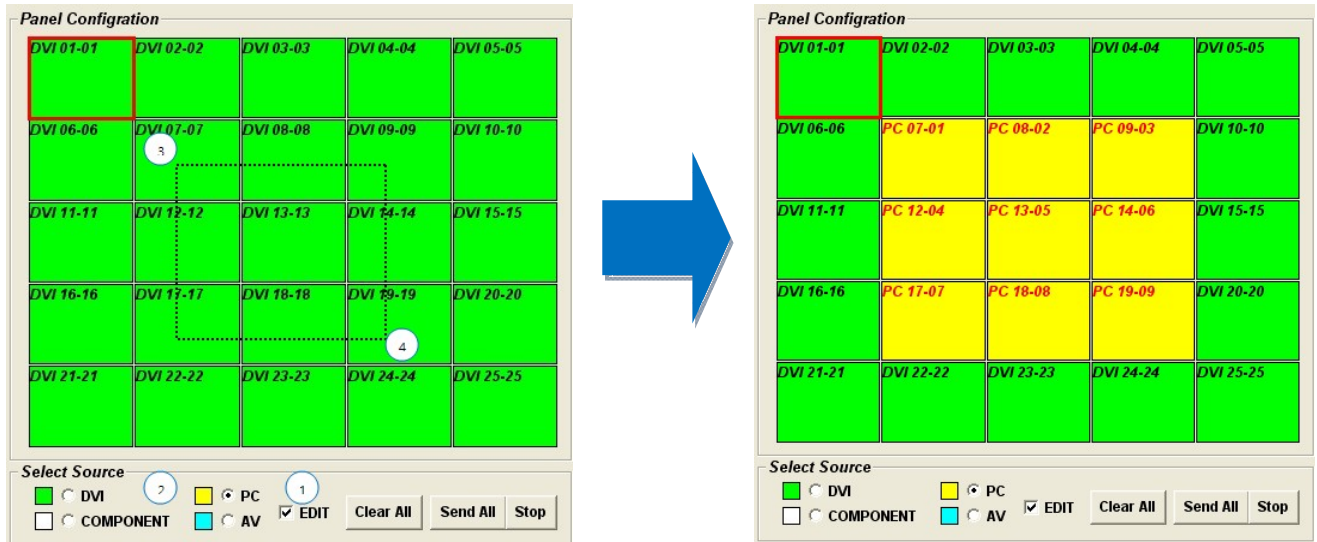 Panel Configration
DVI 01-01 DVI 02-02 DVI 03-03 DVI 04-04 DVI 05-05
DVI 06-06 DVI 07-07 DVI 08-08 DVI 09-09 DVI 10-10
3
DVI 11-11 DVI 12-12 DVI 13-13 DVI 14-14 DVI 15-15
DVI 16-16 DVI 17-17 DVI 18-18 DVI 19-19 DVI 20-20
4
DVI 21-21 DVI 22-22 DVI 23-23 DVI 24-24 DVI 25-25
Select Source
DVI 2 PC 1
COMPONENT AV EDIT Clear All Send All Stop
Panel Configration
DVI 01-01 DVI 02-02 DVI 03-03 DVI 04-04 DVI 05-05
DVI 06-06 PC 07-01 PC 08-02 PC 09-03 DVI 10-10
DVI 11-11 PC 12-04 PC 13-05 PC 14-06 DVI 15-15
DVI 16-16 PC 17-07 PC 18-08 PC 19-09 DVI 20-20
DVI 21-21 DVI 22-22 DVI 23-23 DVI 24-24 DVI 25-25
Select Source
DVI PC
COMPONENT AV EDIT Clear All Send All Stop